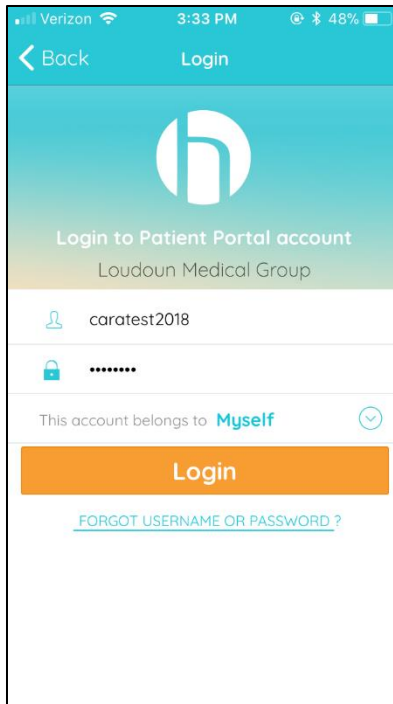 Verizon 3:33 PM 48%
Back Login
h
Login to Patient Portal account
Loudoun Medical Group
caratest2018
••••••••
This account belongs to Myself
Login
FORGOT USERNAME OR PASSWORD ?